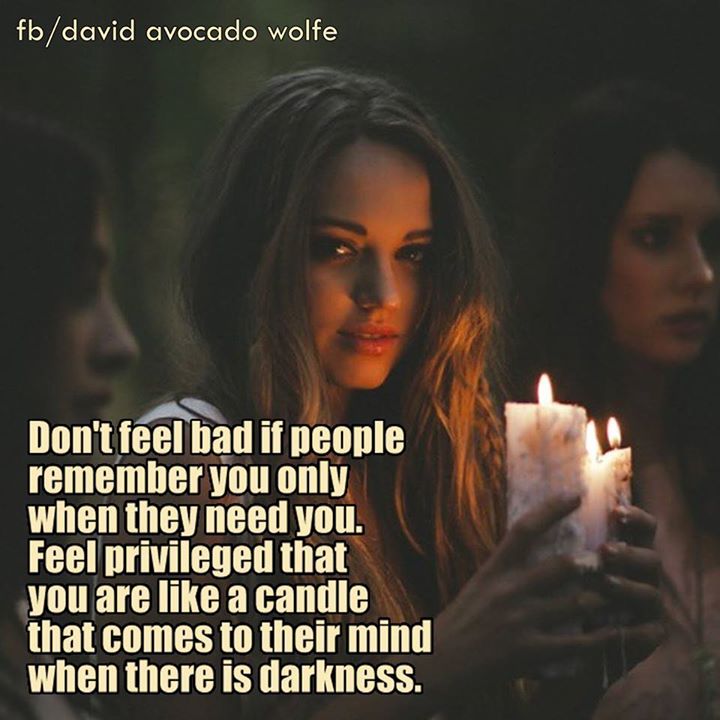 fb/david avocado wolfe
Don't feel bad if people
remember you only
when they need you.
Feel privileged that
you are like a candle
that comes to their mind
when there is darkness.